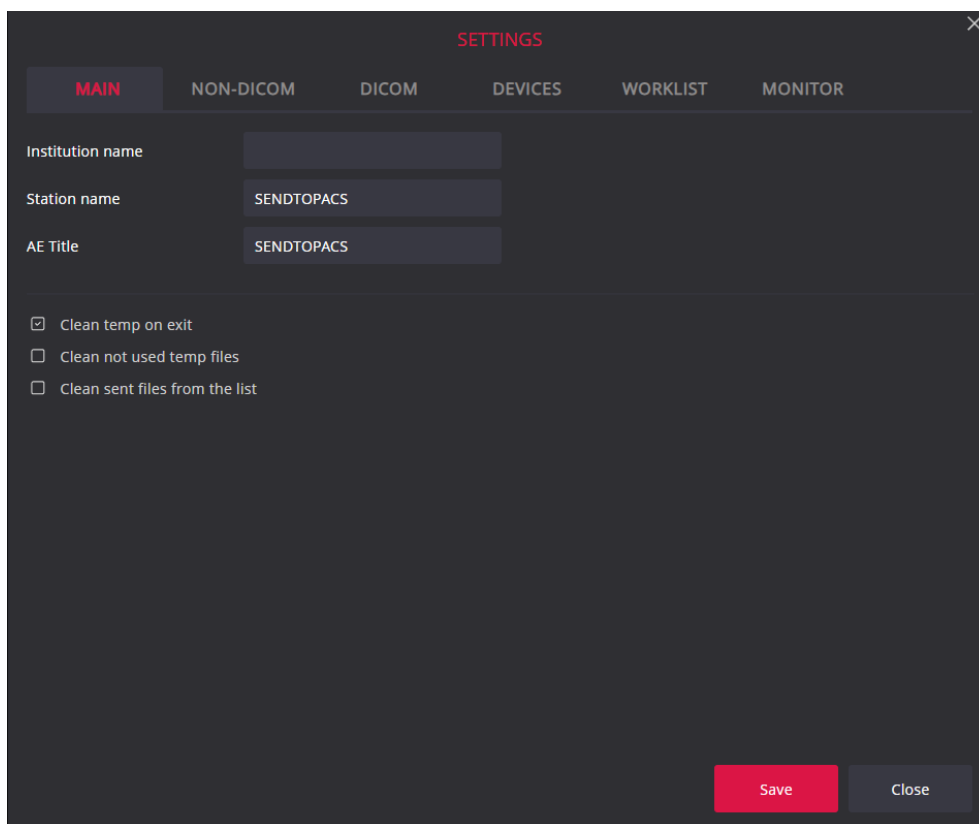 SETTINGS
MAIN NON-DICOM DICOM DEVICES WORKLIST MONITOR
Institution name
Station name SENDTOPACS
AE Title SENDTOPACS
Clean temp on exit
Clean not used temp files
Clean sent files from the list
Save Close